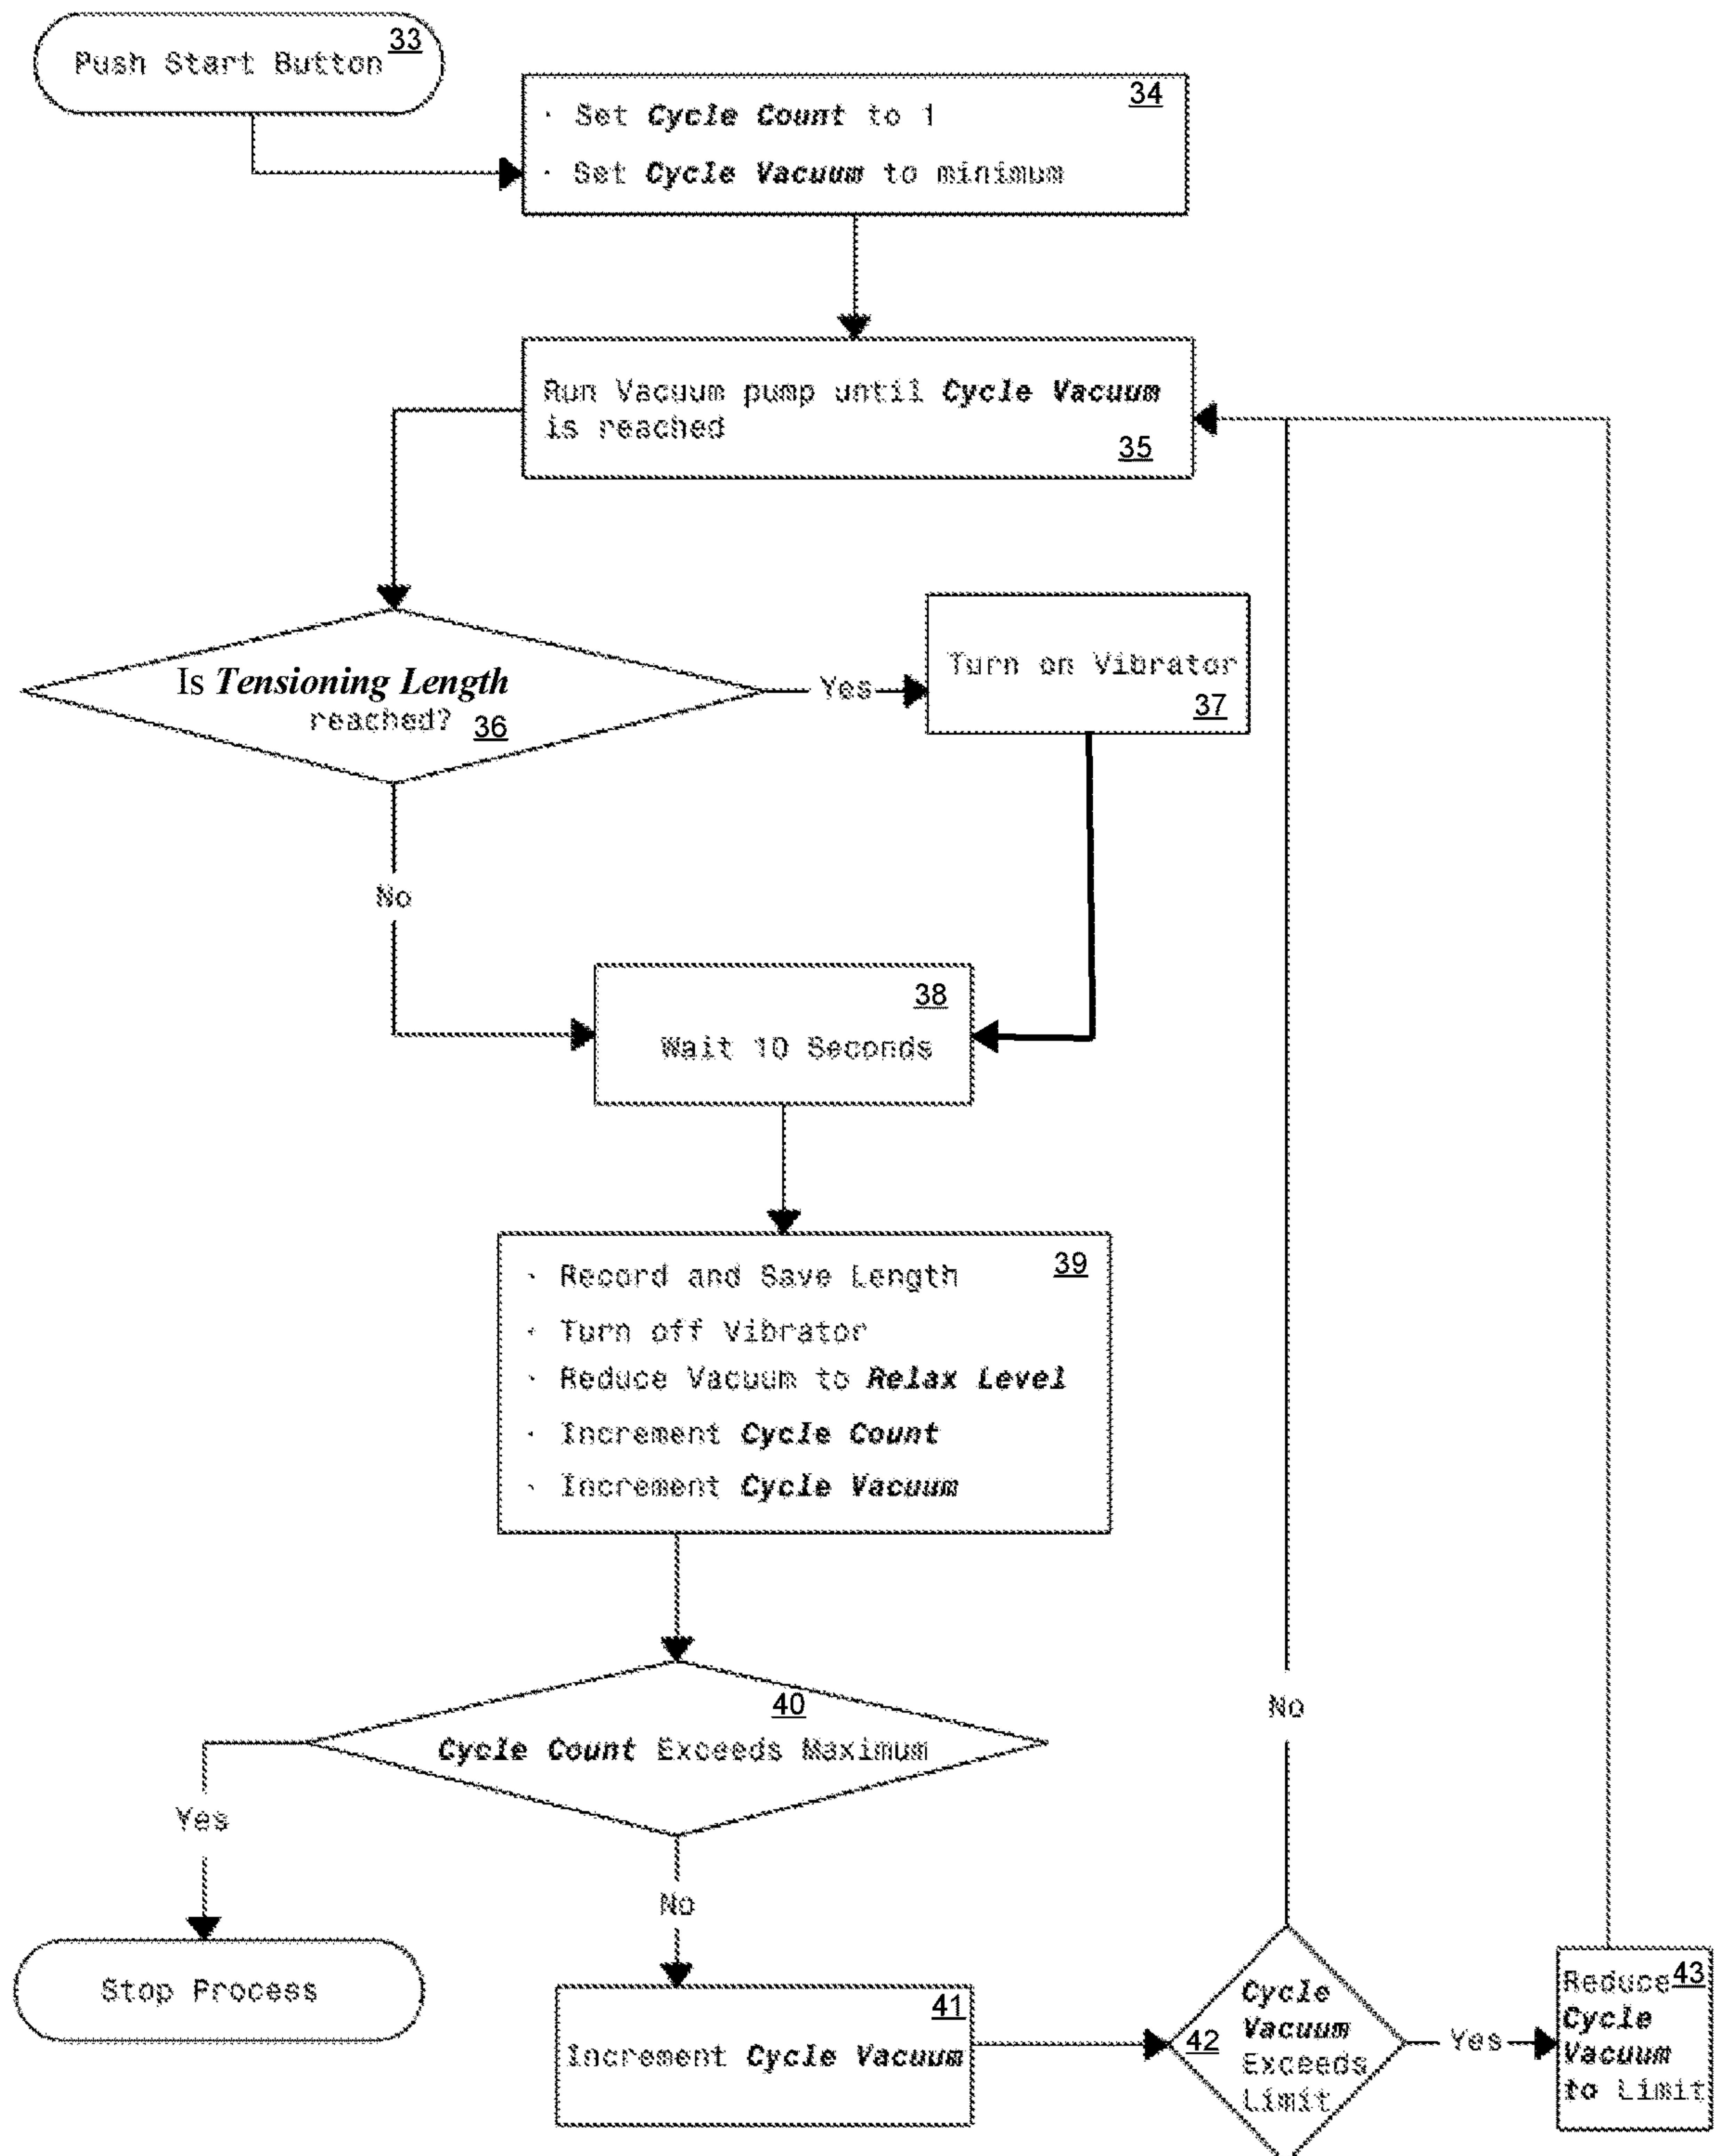 Push Start Button 33
34
· Set Cycle Count to 1
· Set Cycle Vacuum to minimum
Run Vacuum pump until Cycle Vacuum
is reached
35
Is Tensioning Length
reached? 36
Yes
Turn on Vibrator
37
No
38
Wait 10 Seconds
39
· Record and Save Length
· Turn off Vibrator
· Reduce Vacuum to Relax Level
· Increment Cycle Count
· Increment Cycle Vacuum
40
Cycle Count Exceeds Maximum
Yes
Stop Process
No
41
Increment Cycle Vacuum
42
Cycle
Vacuum
Exceeds
Limit
No
Yes
Reduce 43
Cycle
Vacuum
to Limit